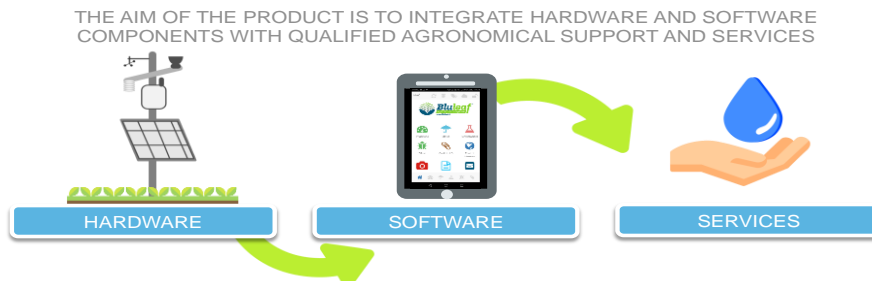 THE AIM OF THE PRODUCT IS TO INTEGRATE HARDWARE AND SOFTWARE
COMPONENTS WITH QUALIFIED AGRONOMICAL SUPPORT AND SERVICES
Bluleaf
HARDWARE
SOFTWARE
SERVICES